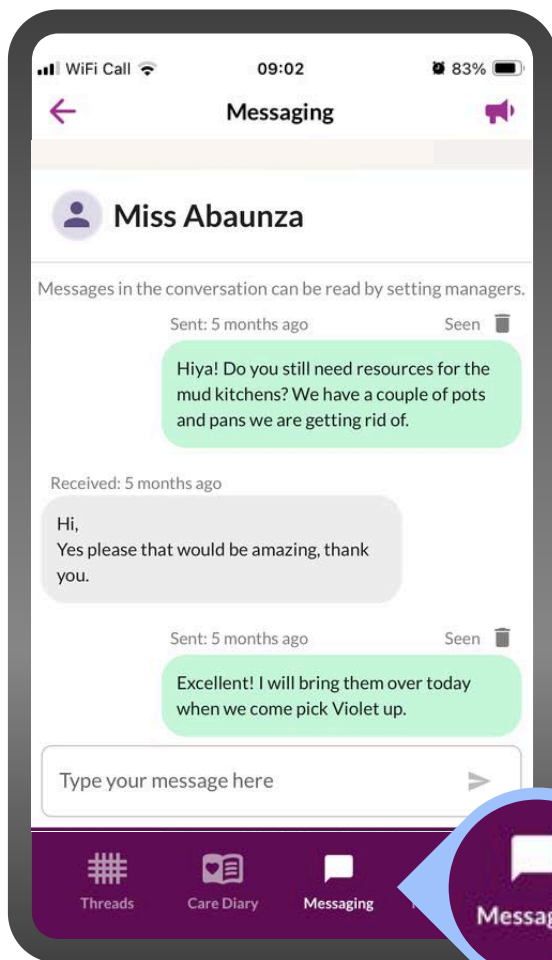 WiFi Call 09:02 83%
Messaging
Miss Abaunza
Messages in the conversation can be read by setting managers.
Sent: 5 months ago Seen
Hiya! Do you still need resources for the
mud kitchens? We have a couple of pots
and pans we are getting rid of.
Received: 5 months ago
Hi,
Yes please that would be amazing, thank
you.
Sent: 5 months ago Seen
Excellent! I will bring them over today
when we come pick Violet up.
Type your message here
Threads Care Diary Messaging